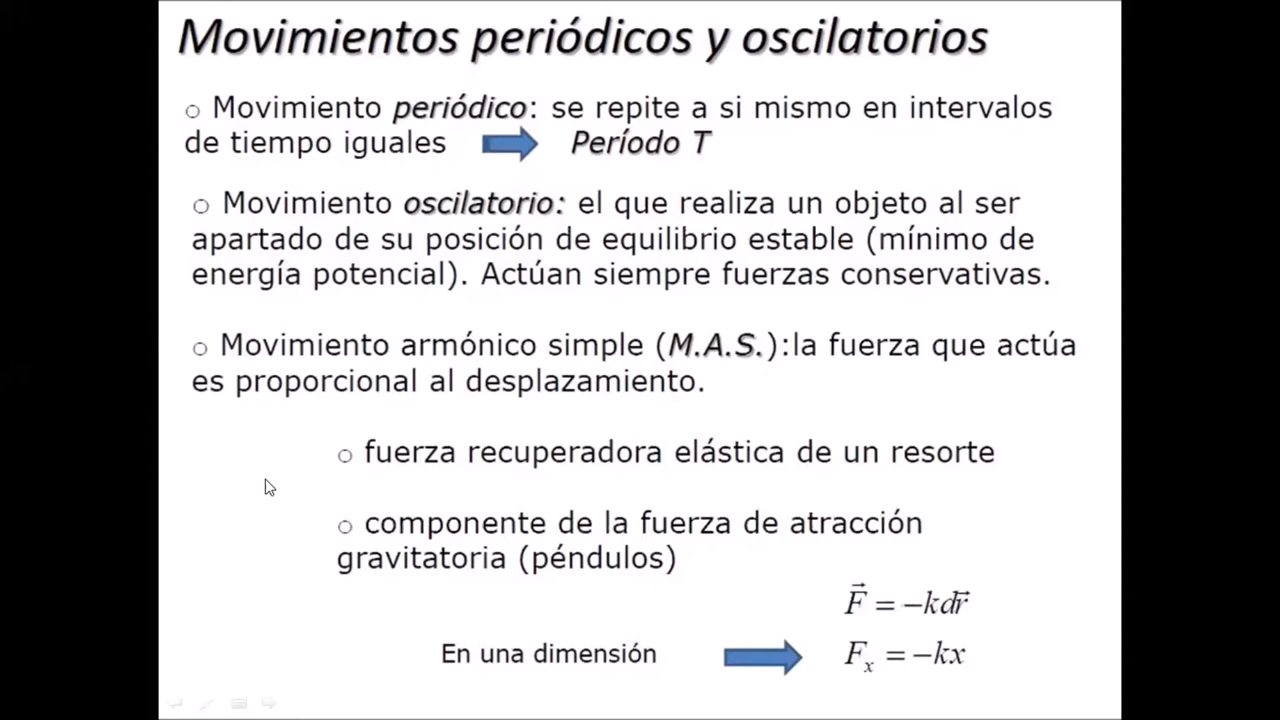 Movimientos periódicos y oscilatorios
○ Movimiento periódico: se repite a si mismo en intervalos
de tiempo iguales Período T
○ Movimiento oscilatorio: el que realiza un objeto al ser
apartado de su posición de equilibrio estable (mínimo de
energía potencial). Actúan siempre fuerzas conservativas.
○ Movimiento armónico simple (M.A.S.):la fuerza que actúa
es proporcional al desplazamiento.
○ fuerza recuperadora elástica de un resorte
○ componente de la fuerza de atracción
gravitatoria (péndulos)
F⃗ = −kdr⃗
En una dimensión Fₓ = −kx